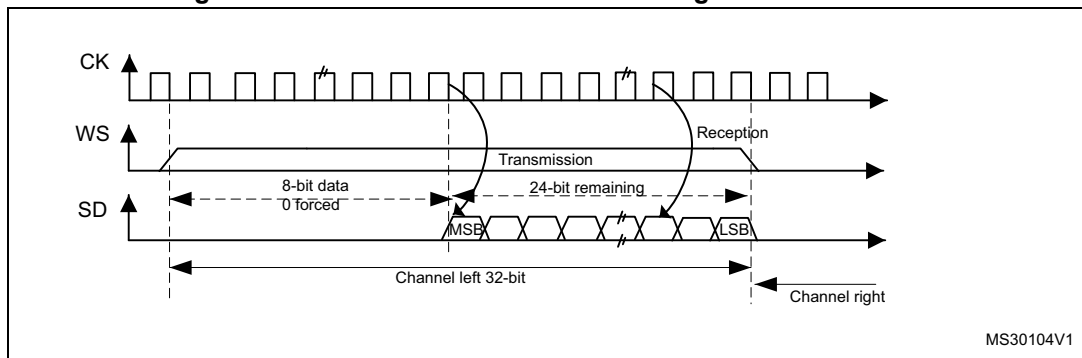 CK
WS
Reception
Transmission
8-bit data
0 forced
24-bit remaining
SD
MSB
LSB
Channel left 32-bit
Channel right
MS30104V1